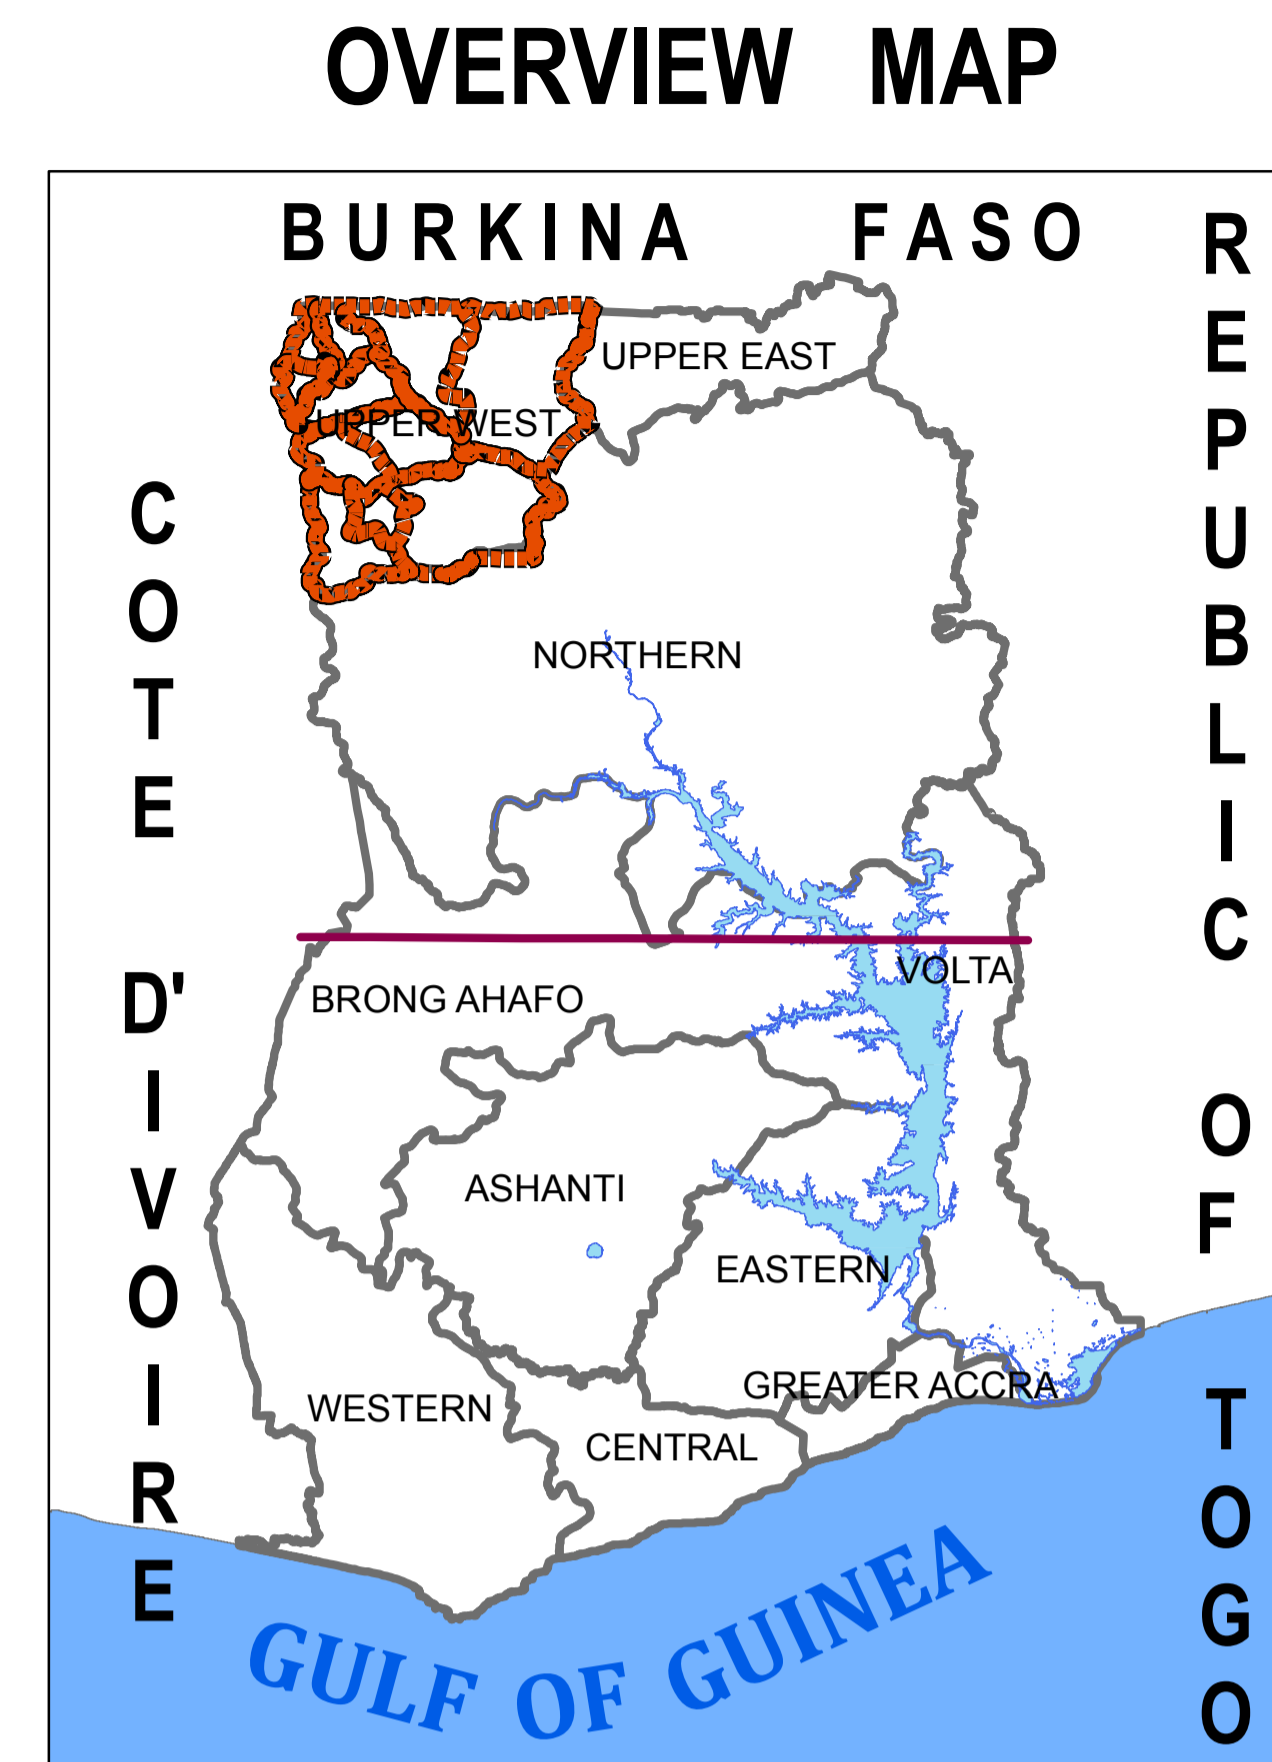 OVERVIEW MAP
BURKINA FASO
REPUBLIC OF TOGO
COTE D'IVOIRE
UPPER EAST
UPPER WEST
NORTHERN
VOLTA
BRONG AHAFO
ASHANTI
EASTERN
GREATER ACCRA
WESTERN
CENTRAL
GULF OF GUINEA